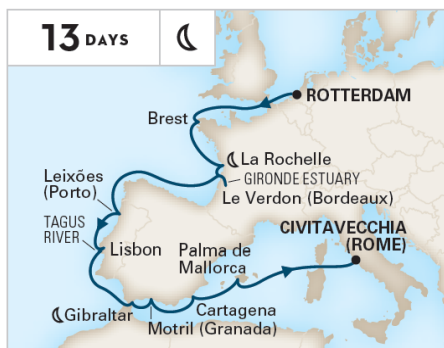 13 DAYS
ROTTERDAM
Brest
La Rochelle
GIRONDE ESTUARY
Le Verdon (Bordeaux)
Leixões
(Porto)
TAGUS
RIVER
Lisbon
CIVITAVECCHIA
(ROME)
Palma de
Mallorca
Gibraltar
Cartagena
Motril (Granada)